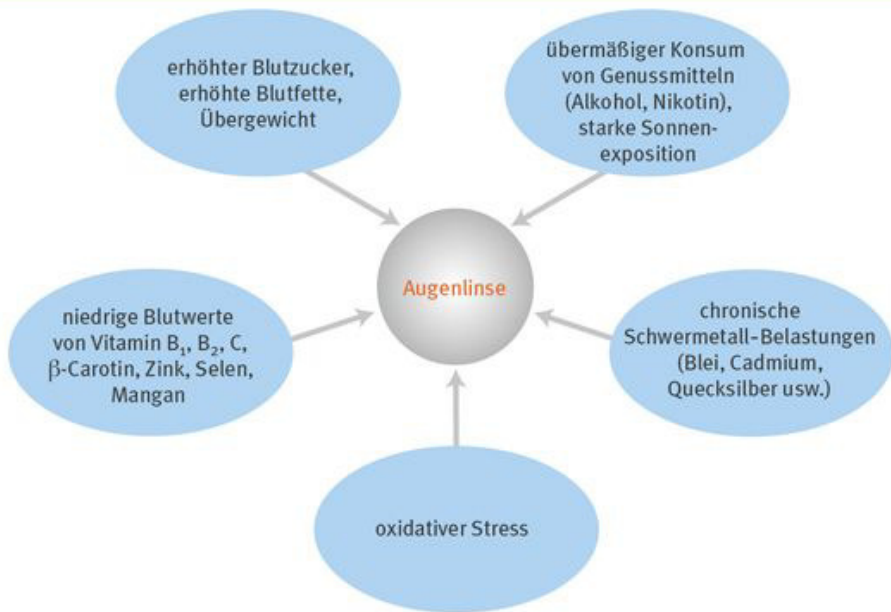 erhöhter Blutzucker,
erhöhte Blutfette,
Übergewicht
übermäßiger Konsum
von Genussmitteln
(Alkohol, Nikotin),
starke Sonnen-
exposition
Augenlinse
niedrige Blutwerte
von Vitamin B₁, B₂, C,
β-Carotin, Zink, Selen,
Mangan
chronische
Schwermetall-Belastungen
(Blei, Cadmium,
Quecksilber usw.)
oxidativer Stress